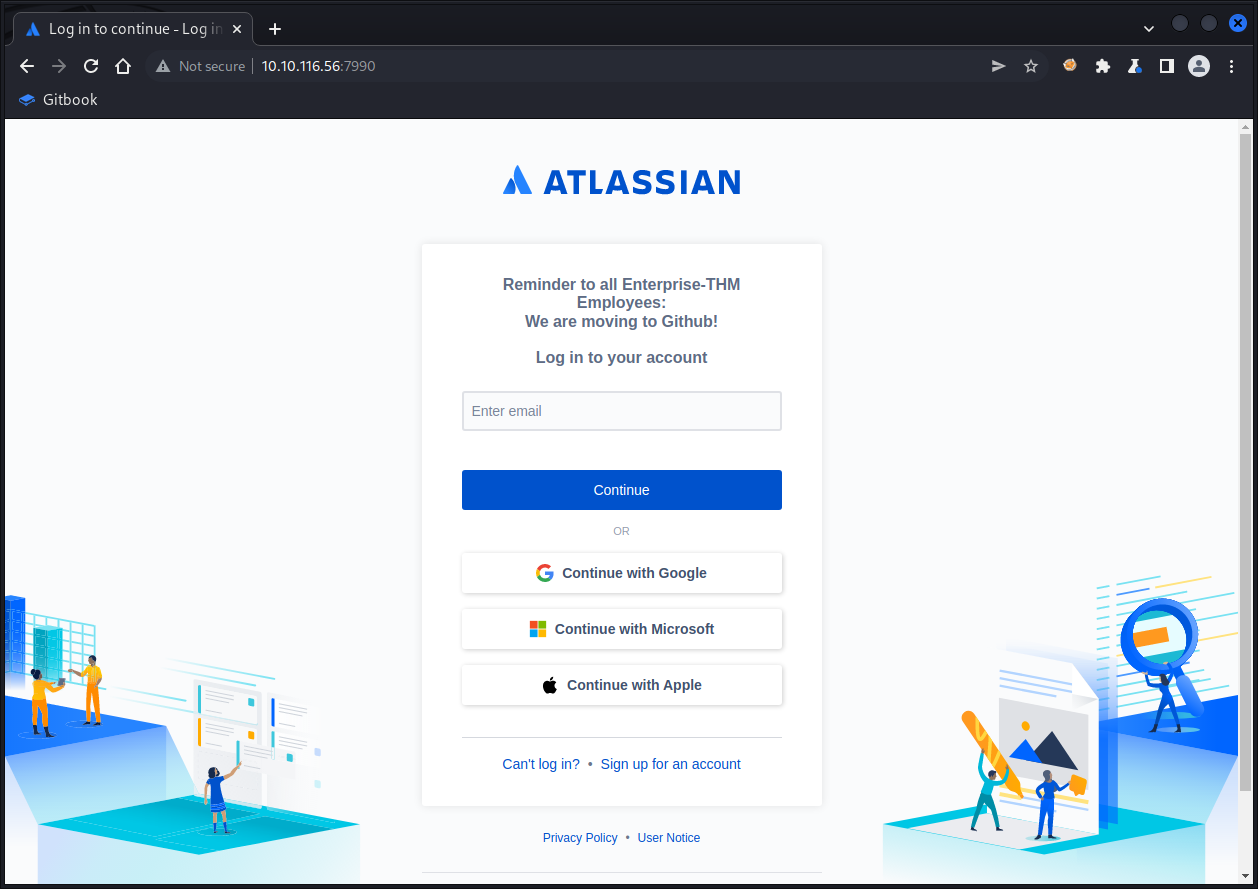 Log in to continue - Log in
Not secure
10.10.116.56:7990
Gitbook
ATLASSIAN
Reminder to all Enterprise-THM
Employees:
We are moving to Github!
Log in to your account
Enter email
Continue
OR
Continue with Google
Continue with Microsoft
Continue with Apple
Can't log in? • Sign up for an account
Privacy Policy • User Notice